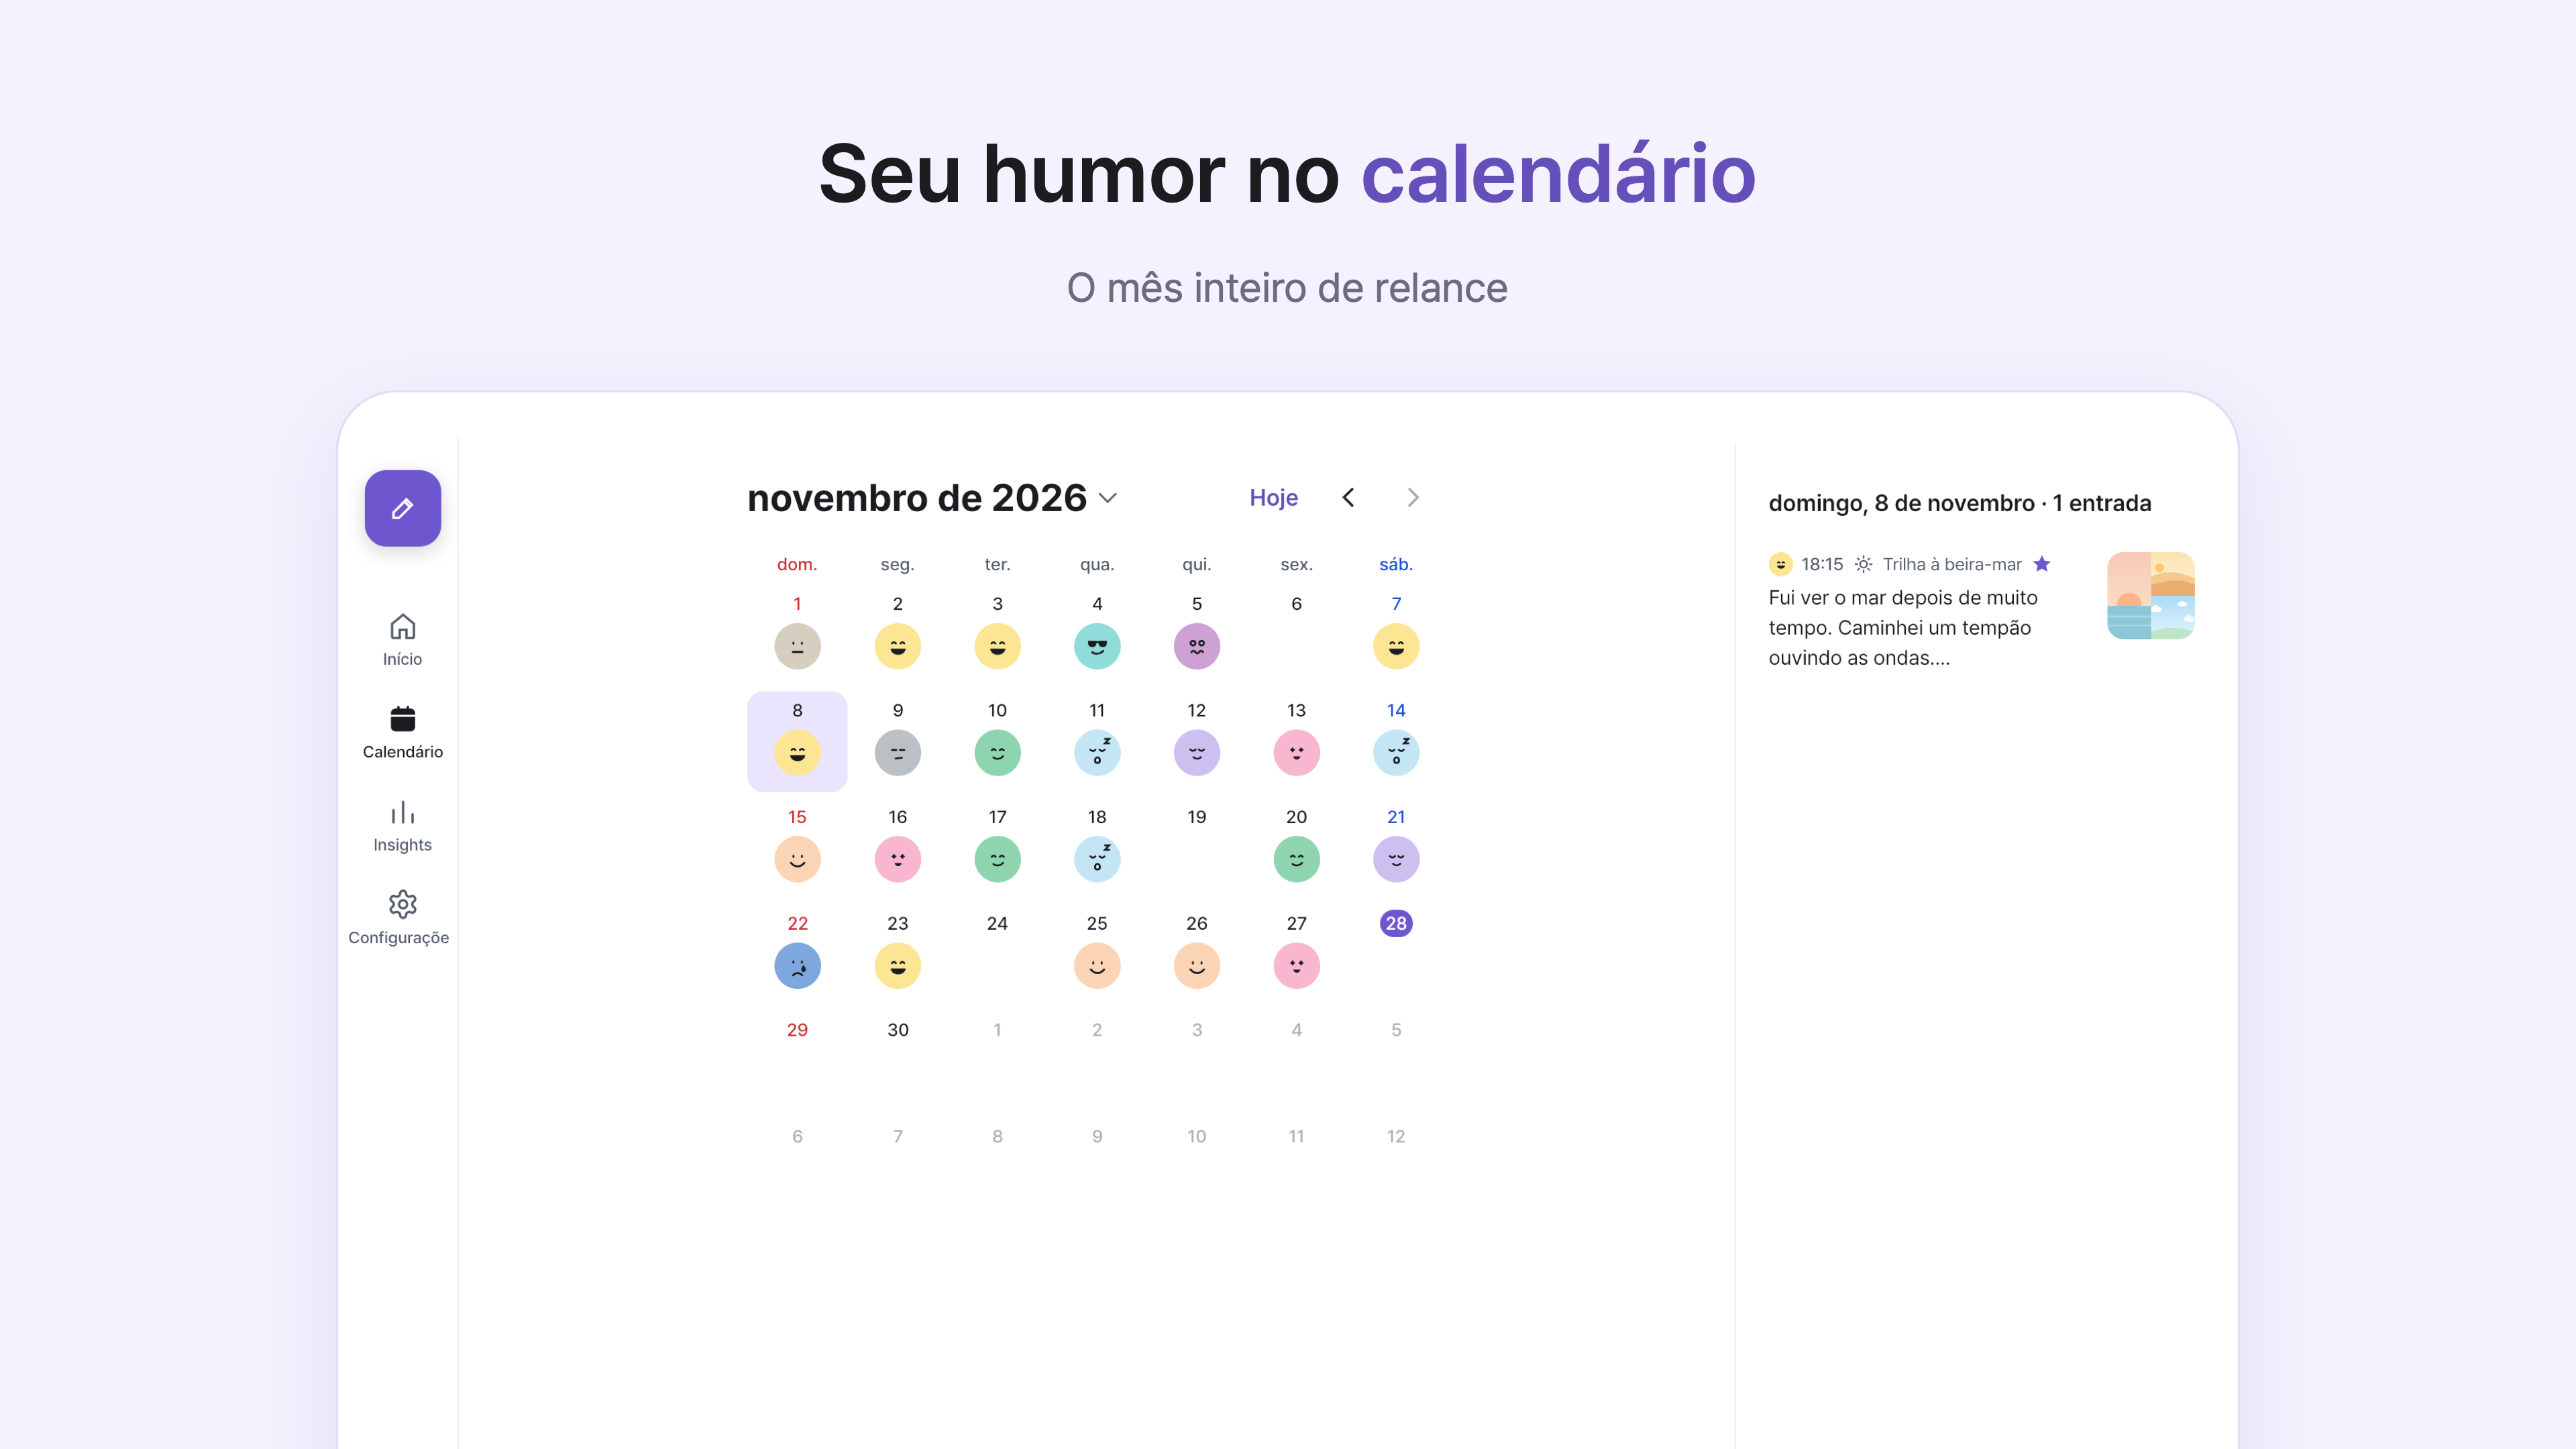 Seu humor no calendário
O mês inteiro de relance
Início
Calendário
Insights
Configuraçõe
novembro de 2026
Hoje
dom. seg. ter. qua. qui. sex. sáb.
1 2 3 4 5 6 7
8 9 10 11 12 13 14
15 16 17 18 19 20 21
22 23 24 25 26 27 28
29 30 1 2 3 4 5
6 7 8 9 10 11 12
domingo, 8 de novembro · 1 entrada
18:15 Trilha à beira-mar
Fui ver o mar depois de muito
tempo. Caminhei um tempão
ouvindo as ondas....